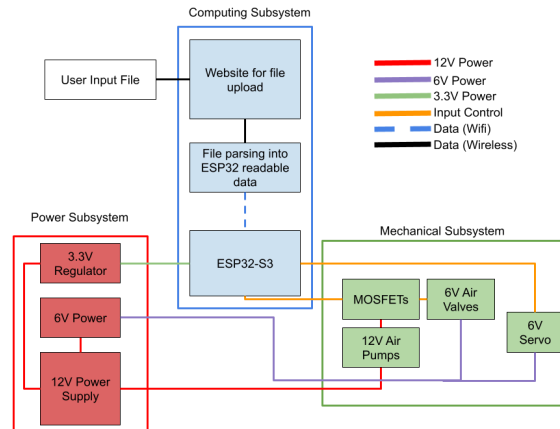 Computing Subsystem
User Input File
Website for file
upload
12V Power
6V Power
3.3V Power
Input Control
Data (Wifi)
Data (Wireless)
File parsing into
ESP32 readable
data
Power Subsystem
3.3V
Regulator
ESP32-S3
Mechanical Subsystem
MOSFETs
6V Air
Valves
6V Power
12V Air
Pumps
6V
Servo
12V Power
Supply